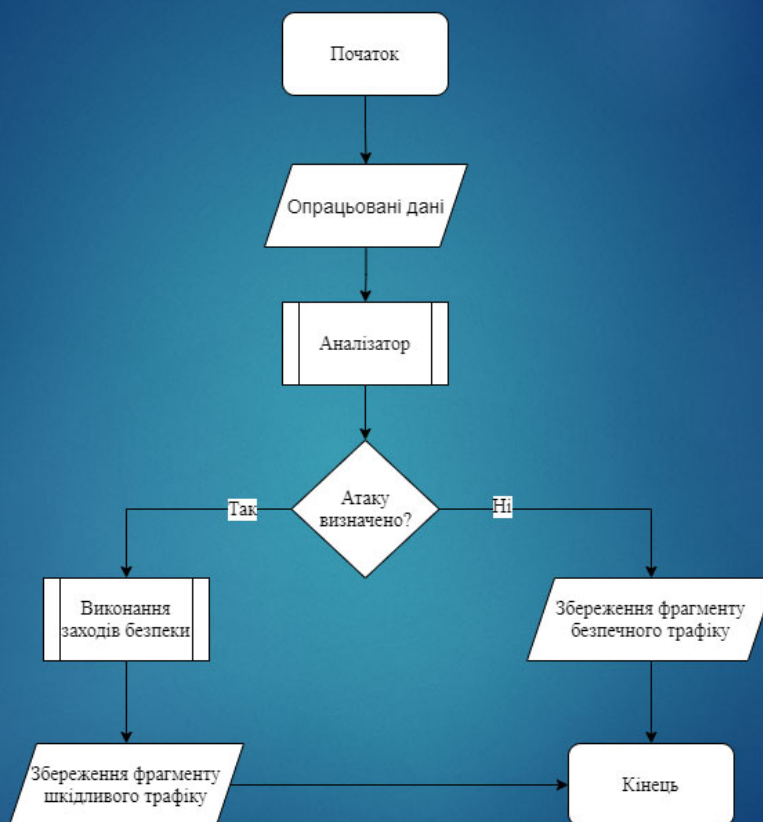 Початок
Опрацьовані дані
Аналізатор
Атаку
визначено?
Так
Ні
Виконання
заходів безпеки
Збереження фрагменту
безпечного трафіку
Збереження фрагменту
шкідливого трафіку
Кінець